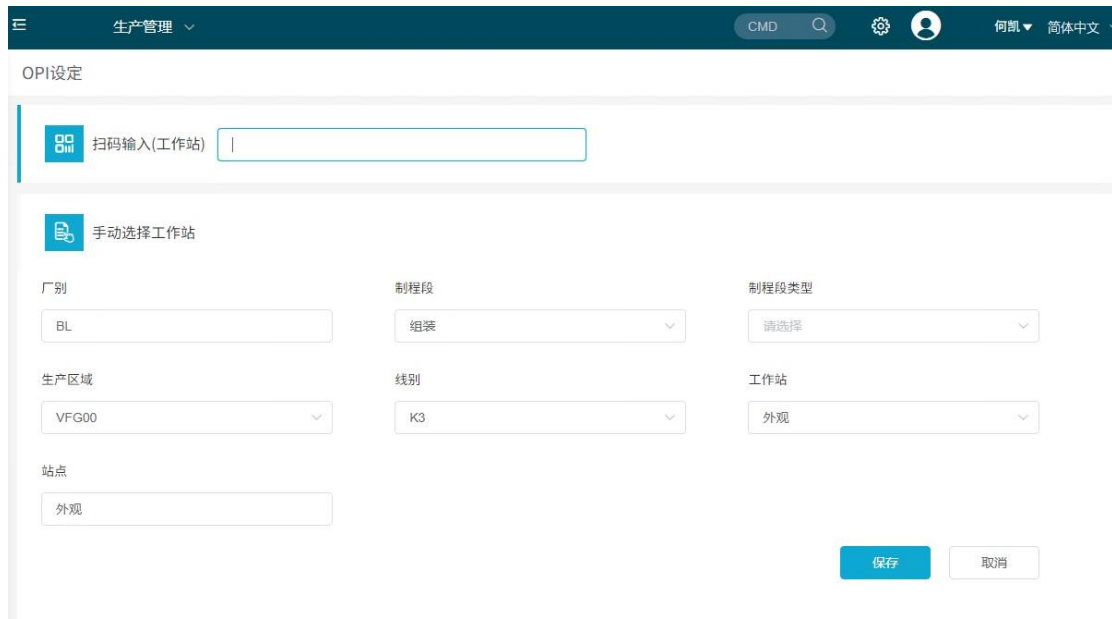 生产管理 CMD 何凯 简体中文
OPI设定
扫码输入(工作站)
手动选择工作站
厂别 制程段 制程段类型
BL 组装 请选择
生产区域 线别 工作站
VFG00 K3 外观
站点
外观
保存 取消